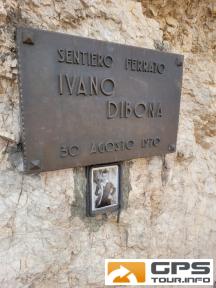 SENTIERO FERRATO
IVANO
DIBONA
30 AGOSTO 1970
GPS
TOUR.INFO